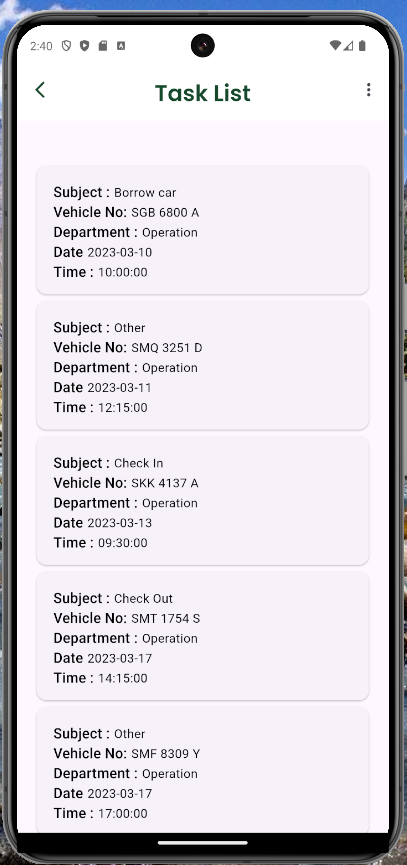 2:40
Task List
Subject : Borrow car
Vehicle No: SGB 6800 A
Department : Operation
Date 2023-03-10
Time : 10:00:00
Subject : Other
Vehicle No: SMQ 3251 D
Department : Operation
Date 2023-03-11
Time : 12:15:00
Subject : Check In
Vehicle No: SKK 4137 A
Department : Operation
Date 2023-03-13
Time : 09:30:00
Subject : Check Out
Vehicle No: SMT 1754 S
Department : Operation
Date 2023-03-17
Time : 14:15:00
Subject : Other
Vehicle No: SMF 8309 Y
Department : Operation
Date 2023-03-17
Time : 17:00:00